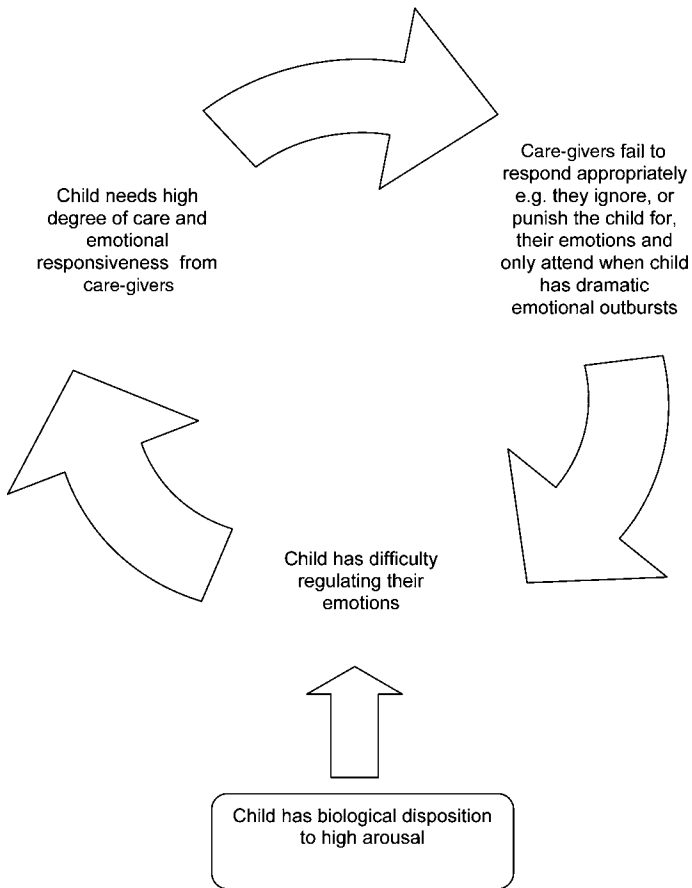 Child needs high
degree of care and
emotional
responsiveness from
care-givers
Care-givers fail to
respond appropriately
e.g. they ignore, or
punish the child for,
their emotions and
only attend when child
has dramatic
emotional outbursts
Child has difficulty
regulating their
emotions
Child has biological disposition
to high arousal